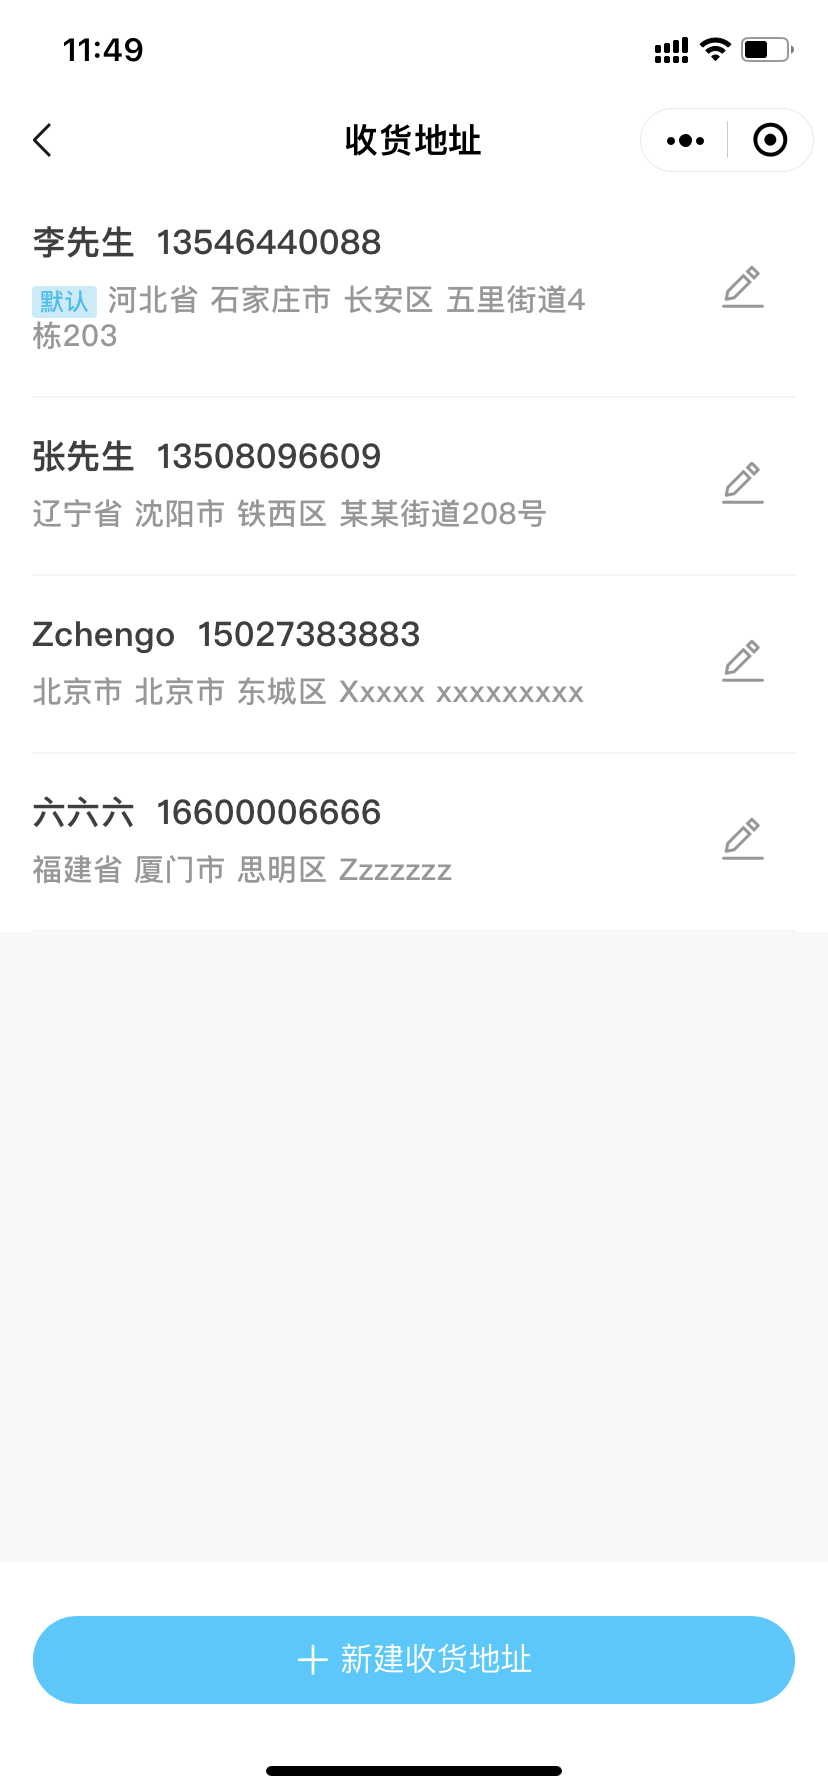 11:49
收货地址
李先生 13546440088
默认 河北省 石家庄市 长安区 五里街道4
栋203
张先生 13508096609
辽宁省 沈阳市 铁西区 某某街道208号
Zchengo 15027383883
北京市 北京市 东城区 Xxxxx xxxxxxxxx
六六六 16600006666
福建省 厦门市 思明区 Zzzzzzz
新建收货地址